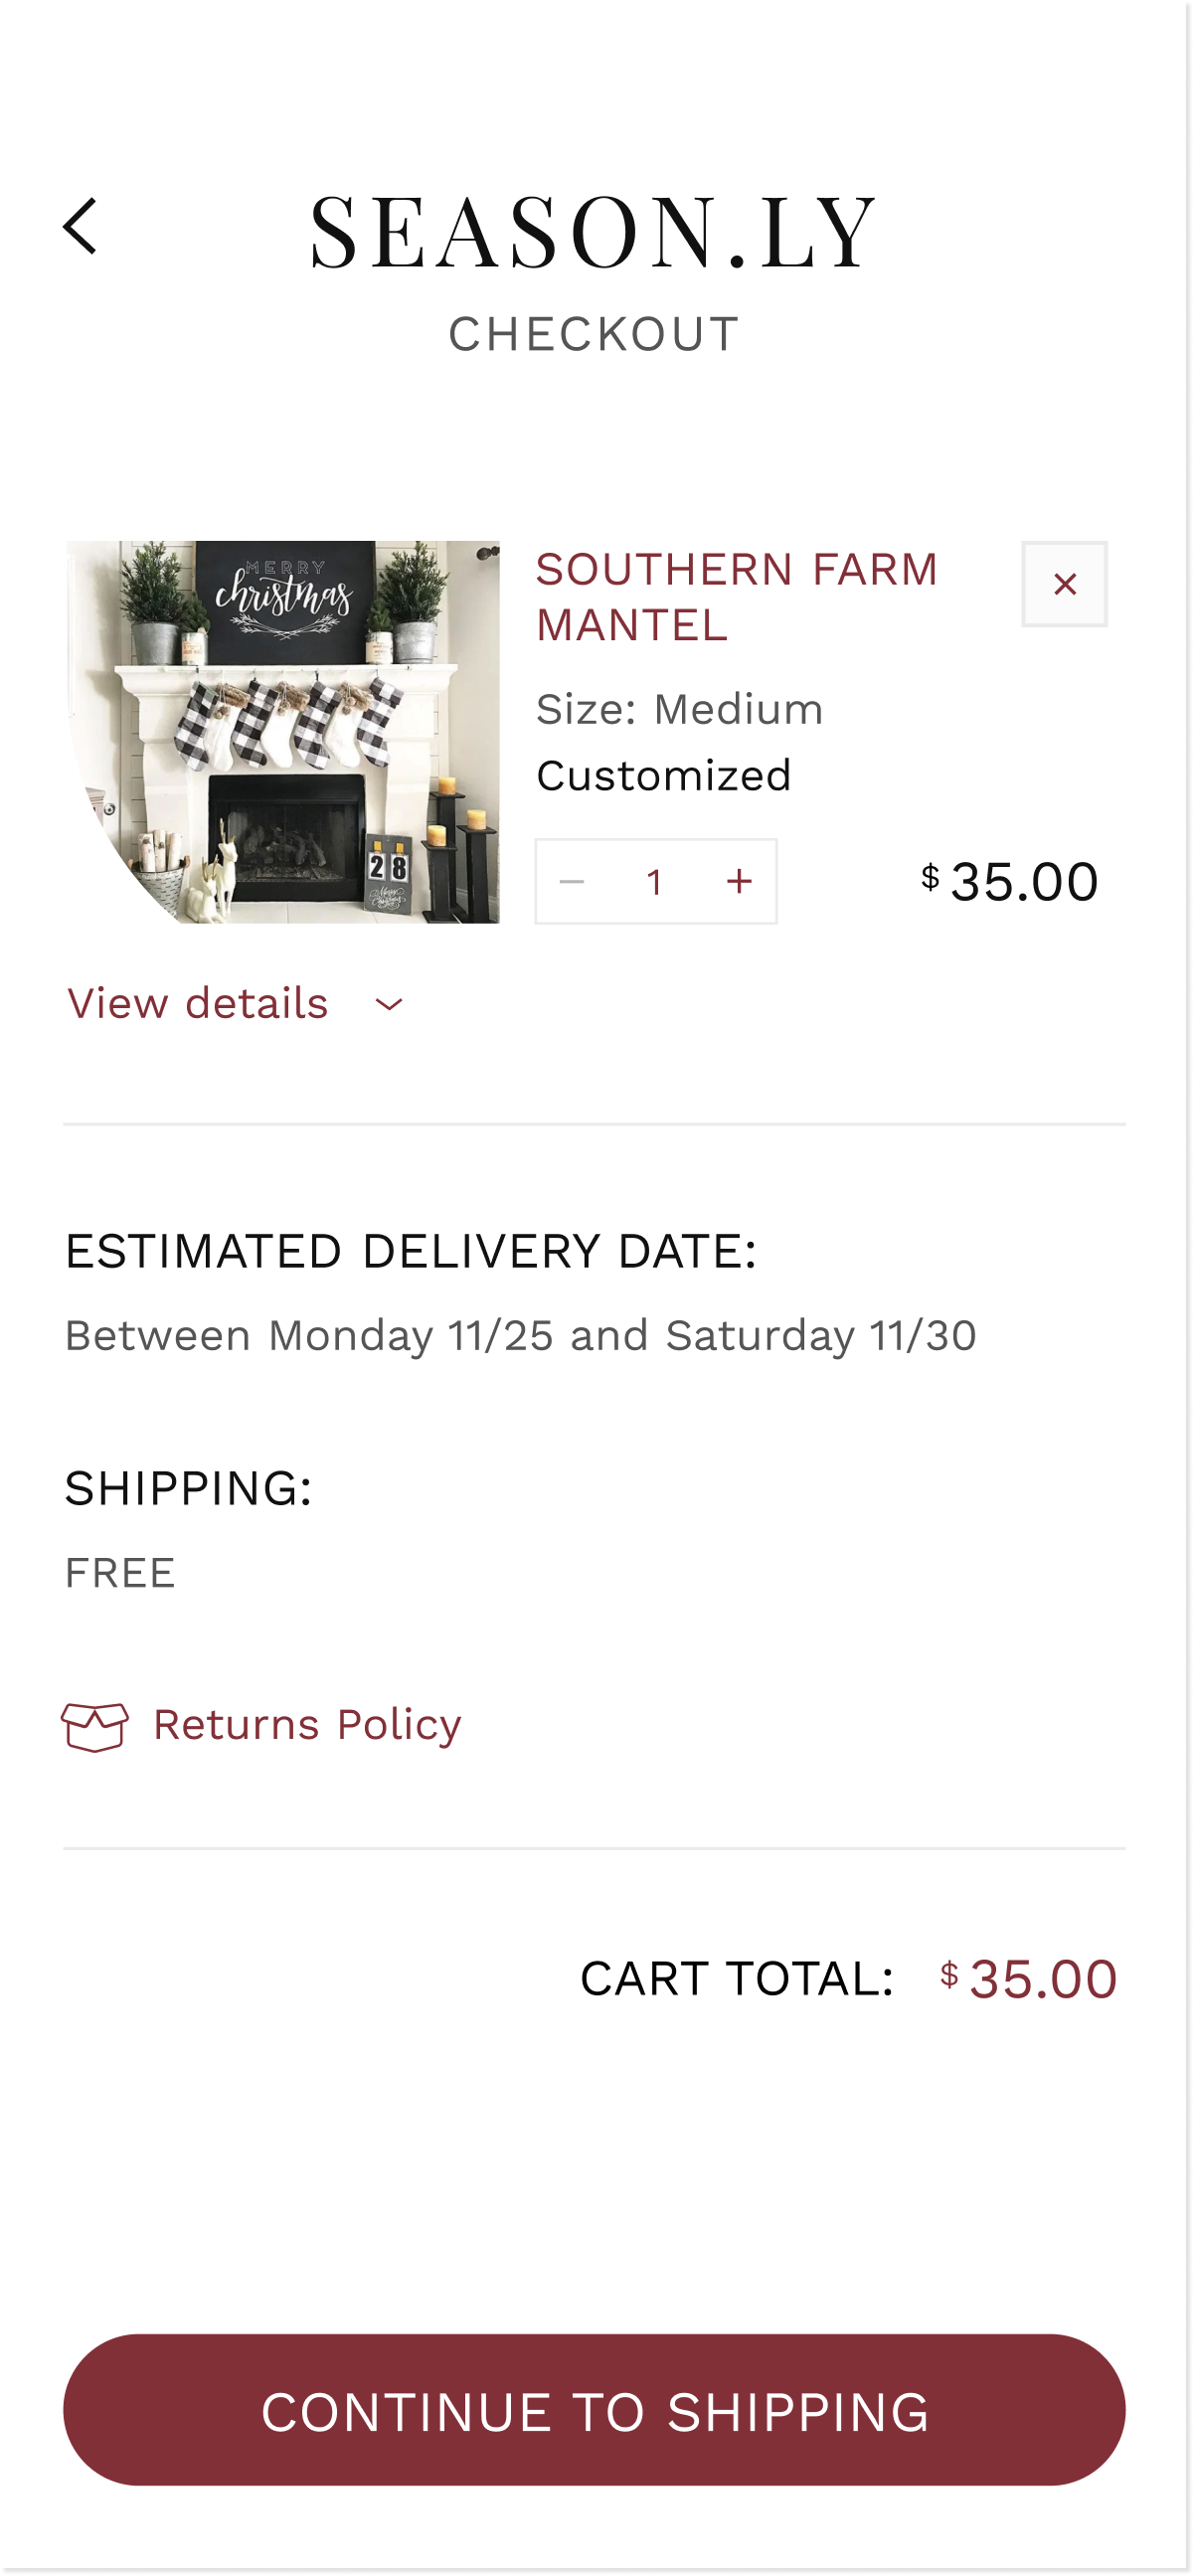 SEASON.LY
CHECKOUT
MERRY
christmas
28
Merry
Christmas
SOUTHERN FARM
MANTEL
×
Size: Medium
Customized
− 1 +
$35.00
View details
ESTIMATED DELIVERY DATE:
Between Monday 11/25 and Saturday 11/30
SHIPPING:
FREE
Returns Policy
CART TOTAL: $35.00
CONTINUE TO SHIPPING